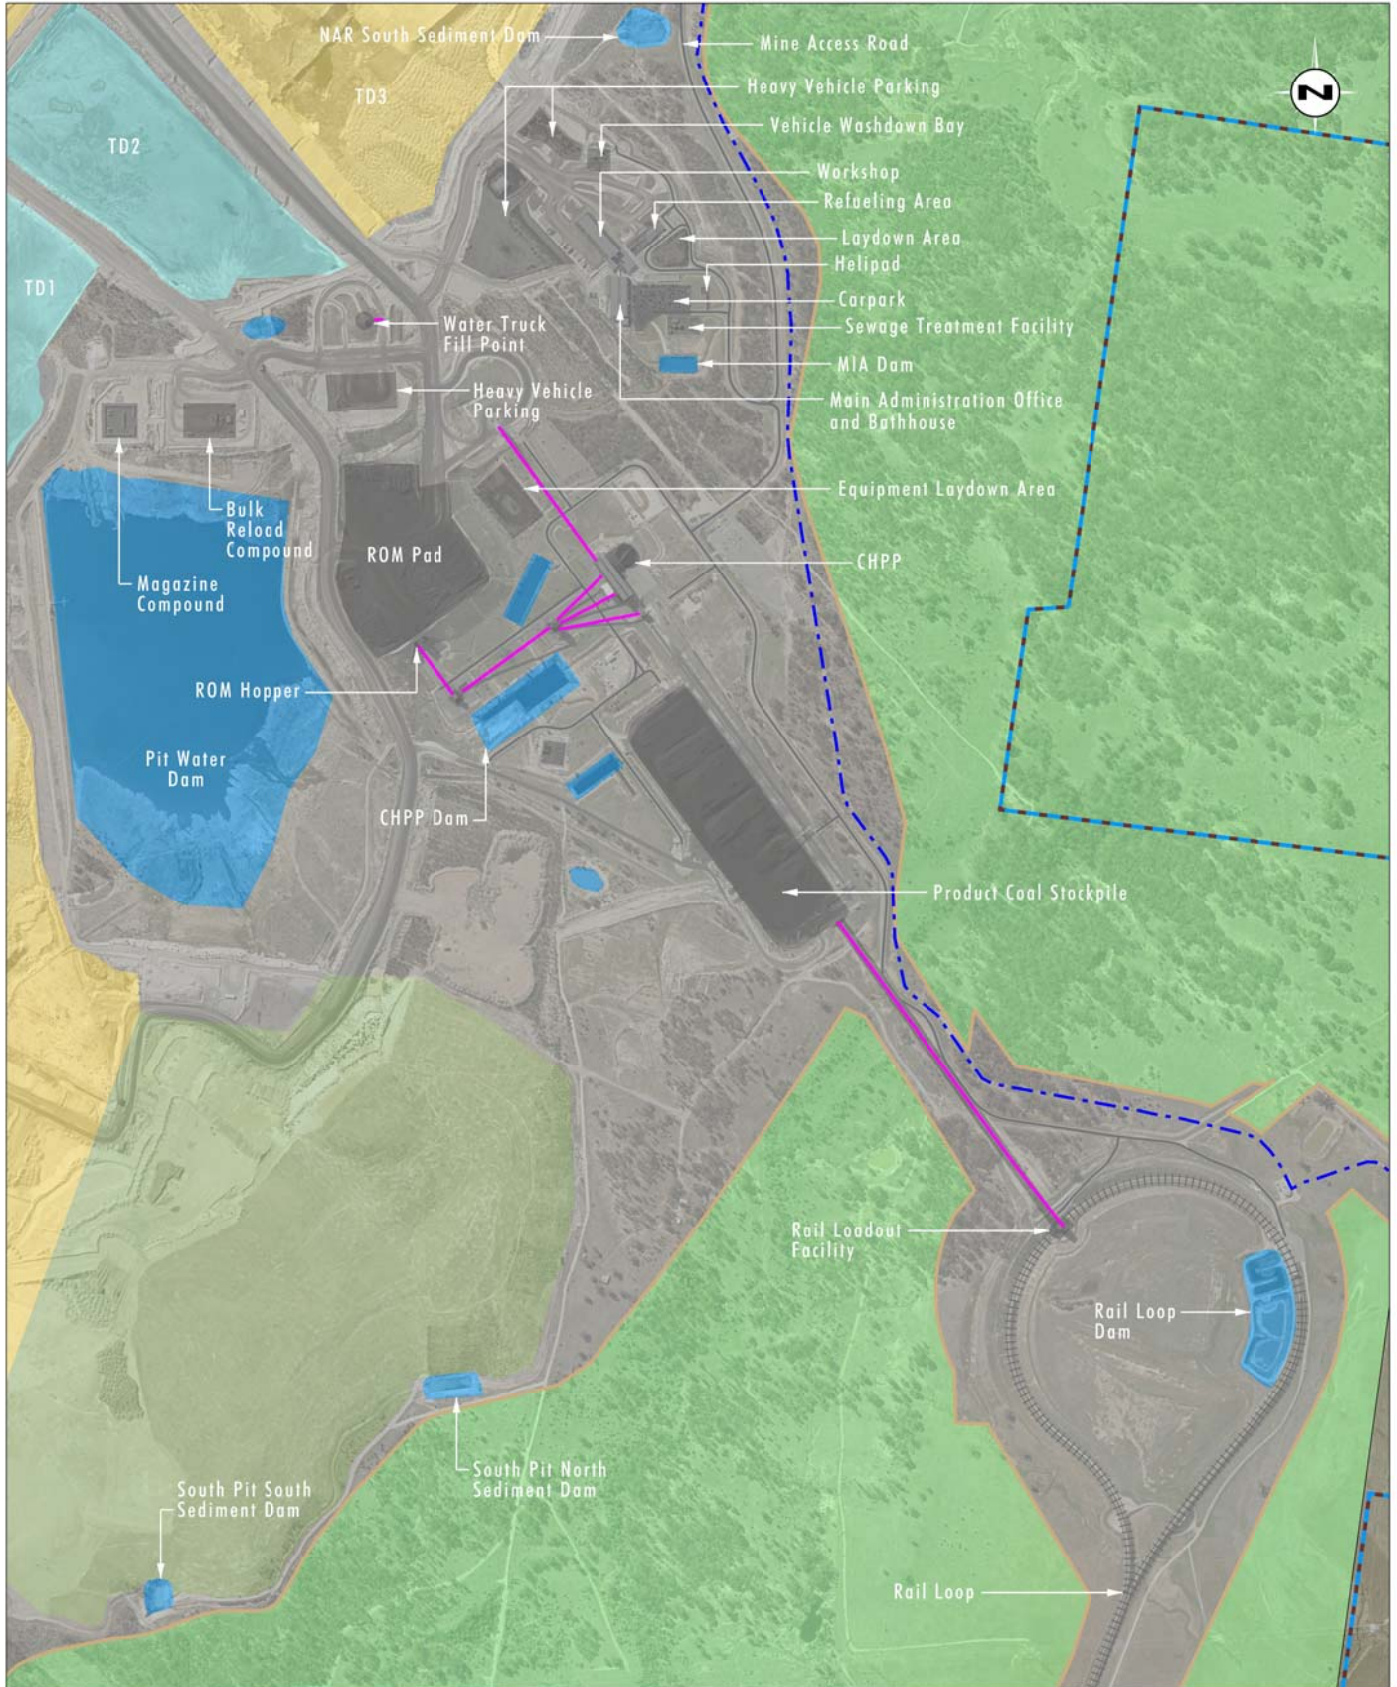 NAR South Sediment Dam
Mine Access Road
Heavy Vehicle Parking
TD3
N
Vehicle Washdown Bay
TD2
Workshop
Refueling Area
Laydown Area
Helipad
TD1
Carpark
Water Truck
Fill Point
Sewage Treatment Facility
MIA Dam
Heavy Vehicle
Parking
Main Administration Office
and Bathhouse
Equipment Laydown Area
Bulk
Reload
Compound
ROM Pad
CHPP
Magazine
Compound
ROM Hopper
Pit Water
Dam
CHPP Dam
Product Coal Stockpile
Rail Loadout
Facility
Rail Loop
Dam
South Pit North
Sediment Dam
South Pit South
Sediment Dam
Rail Loop